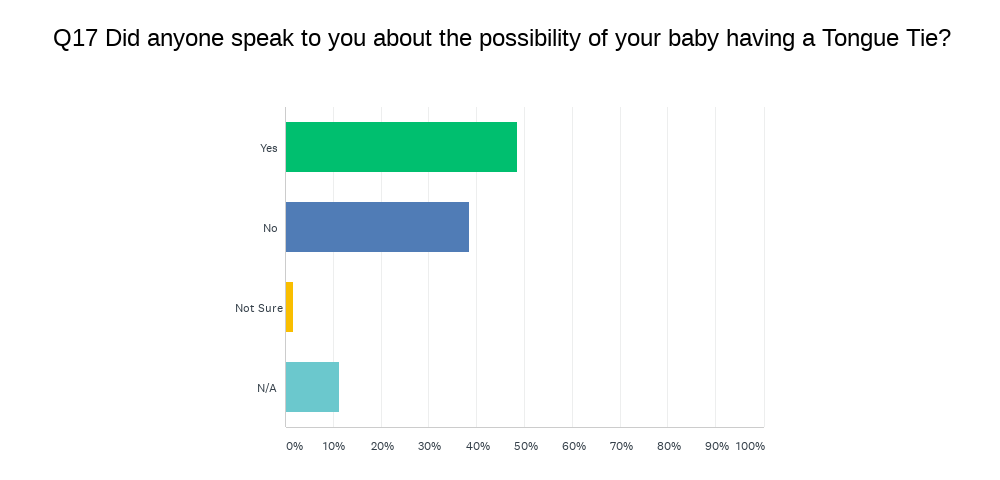 Q17 Did anyone speak to you about the possibility of your baby having a Tongue Tie?
Yes
No
Not Sure
N/A
0% 10% 20% 30% 40% 50% 60% 70% 80% 90% 100%